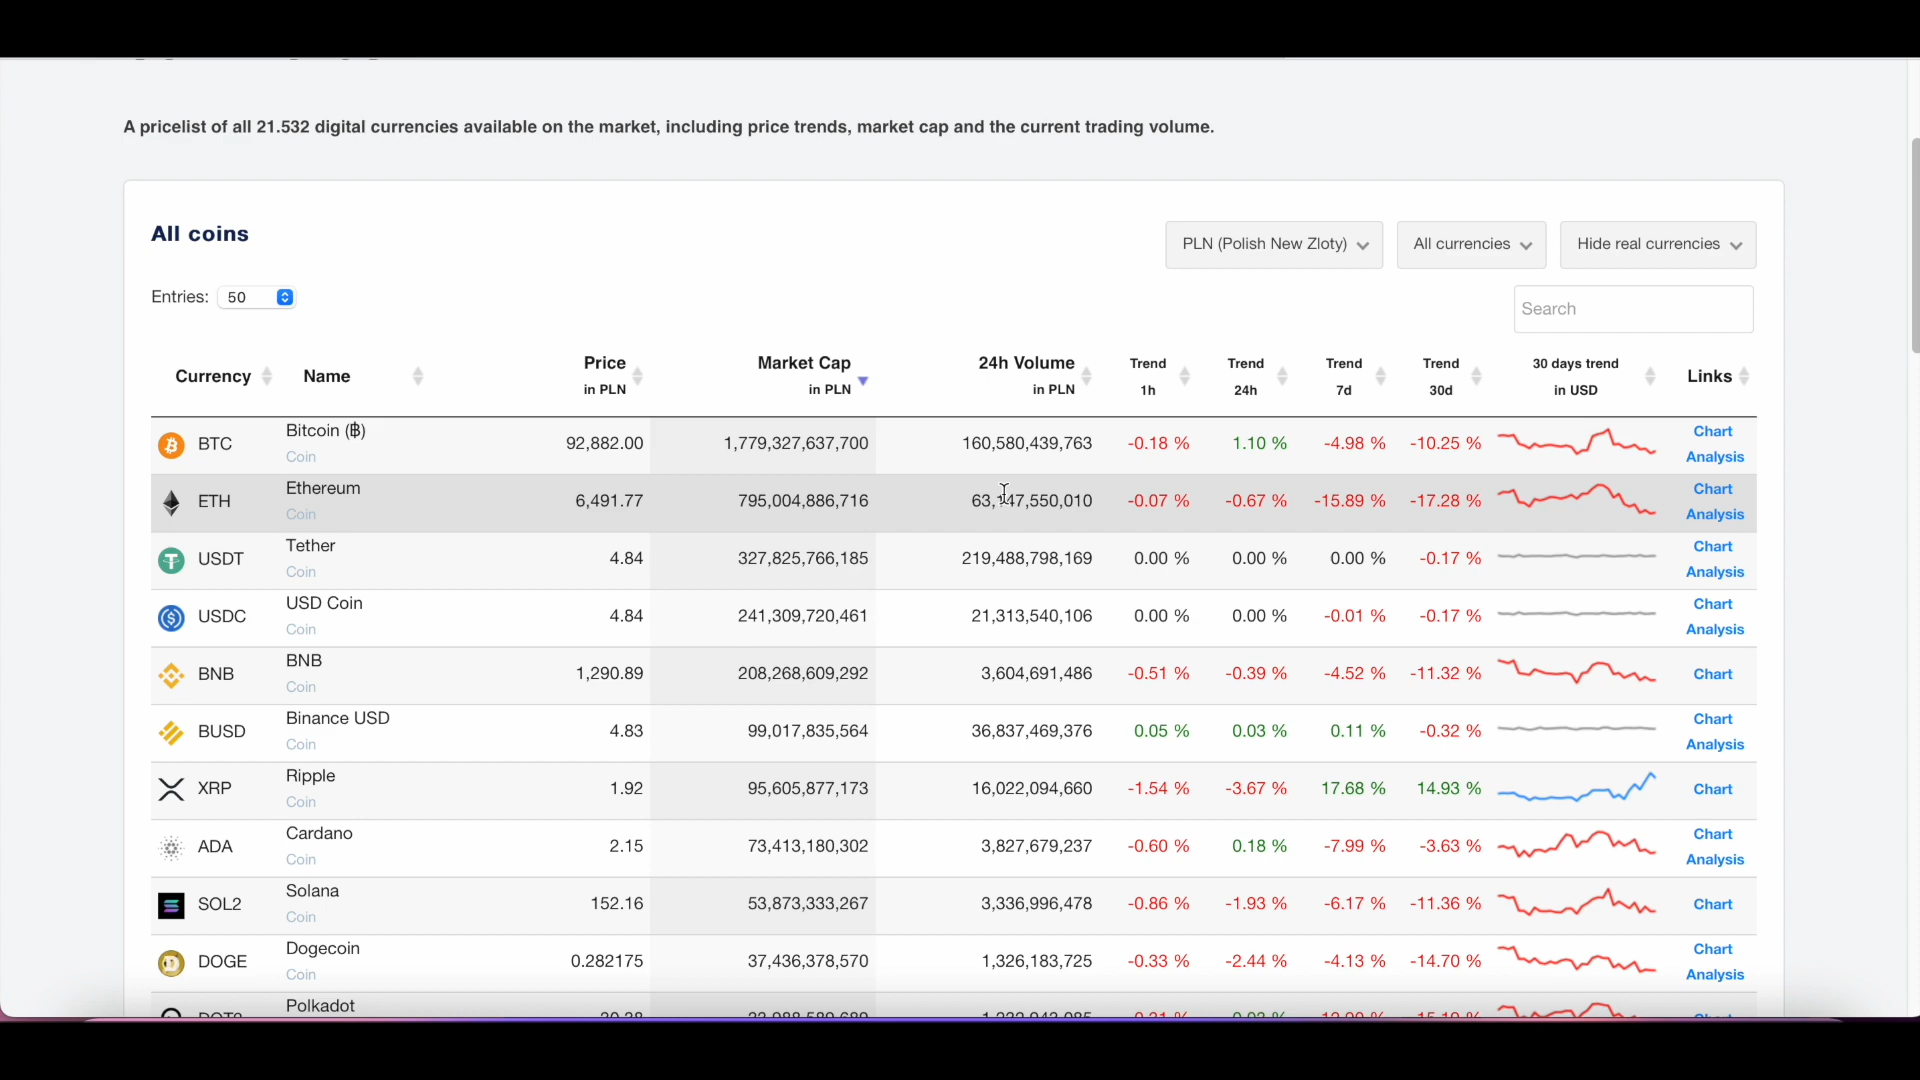 A pricelist of all 21.532 digital currencies available on the market, including price trends, market cap and the current trading volume.
All coins
PLN (Polish New Zloty) All currencies Hide real currencies
Entries: 50
Search
Currency Name Price in PLN Market Cap in PLN 24h Volume in PLN Trend 1h Trend 24h Trend 7d Trend 30d 30 days trend in USD Links
BTC Bitcoin (฿) Coin 92,882.00 1,779,327,637,700 160,580,439,763 -0.18 % 1.10 % -4.98 % -10.25 % Chart Analysis
ETH Ethereum Coin 6,491.77 795,004,886,716 63,147,550,010 -0.07 % -0.67 % -15.89 % -17.28 % Chart Analysis
USDT Tether Coin 4.84 327,825,766,185 219,488,798,169 0.00 % 0.00 % 0.00 % -0.17 % Chart Analysis
USDC USD Coin Coin 4.84 241,309,720,461 21,313,540,106 0.00 % 0.00 % -0.01 % -0.17 % Chart Analysis
BNB BNB Coin 1,290.89 208,268,609,292 3,604,691,486 -0.51 % -0.39 % -4.52 % -11.32 % Chart
BUSD Binance USD Coin 4.83 99,017,835,564 36,837,469,376 0.05 % 0.03 % 0.11 % -0.32 % Chart Analysis
XRP Ripple Coin 1.92 95,605,877,173 16,022,094,660 -1.54 % -3.67 % 17.68 % 14.93 % Chart
ADA Cardano Coin 2.15 73,413,180,302 3,827,679,237 -0.60 % 0.18 % -7.99 % -3.63 % Chart Analysis
SOL2 Solana Coin 152.16 53,873,333,267 3,336,996,478 -0.86 % -1.93 % -6.17 % -11.36 % Chart
DOGE Dogecoin Coin 0.282175 37,436,378,570 1,326,183,725 -0.33 % -2.44 % -4.13 % -14.70 % Chart Analysis
Polkadot